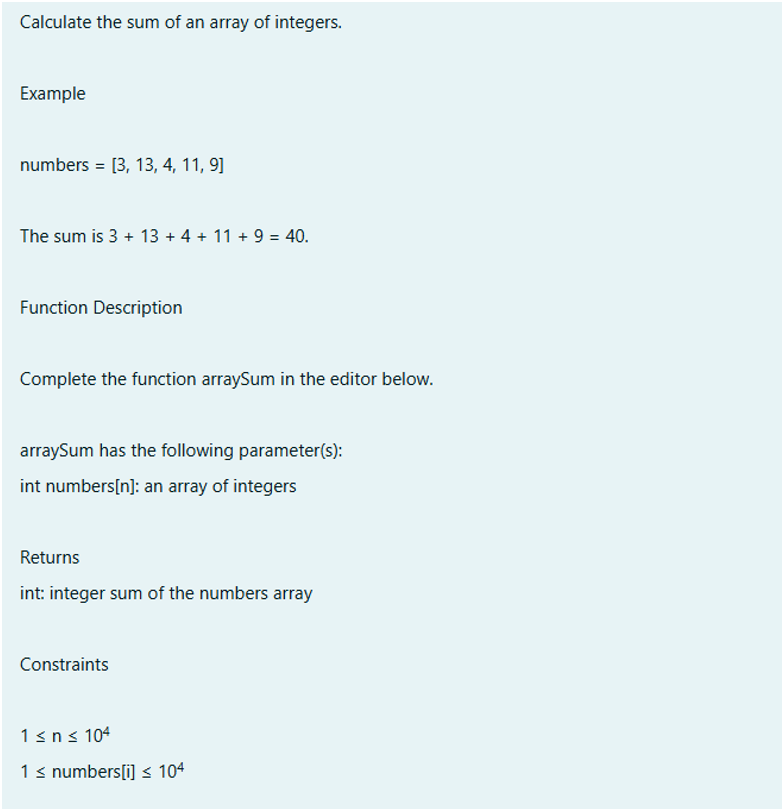 Calculate the sum of an array of integers.
Example
numbers = [3, 13, 4, 11, 9]
The sum is 3 + 13 + 4 + 11 + 9 = 40.
Function Description
Complete the function arraySum in the editor below.
arraySum has the following parameter(s):
int numbers[n]: an array of integers
Returns
int: integer sum of the numbers array
Constraints
1 ≤ n ≤ 10⁴
1 ≤ numbers[i] ≤ 10⁴